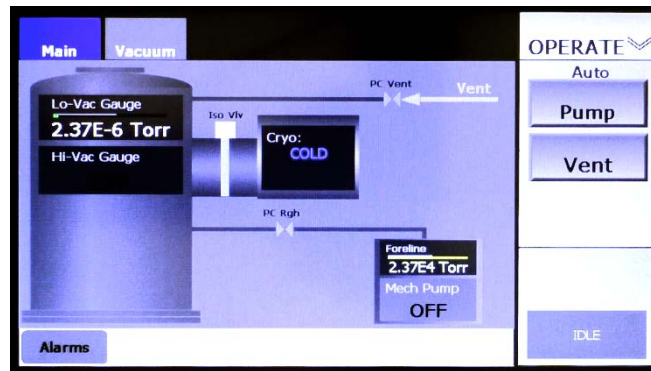 Main
Vacuum
OPERATE
Auto
Pump
Vent
IDLE
PC Vent
Vent
Lo-Vac Gauge
2.37E-6 Torr
Hi-Vac Gauge
Iso Vlv
Cryo:
COLD
PC Rgh
Foreline
2.37E4 Torr
Mech Pump
OFF
Alarms